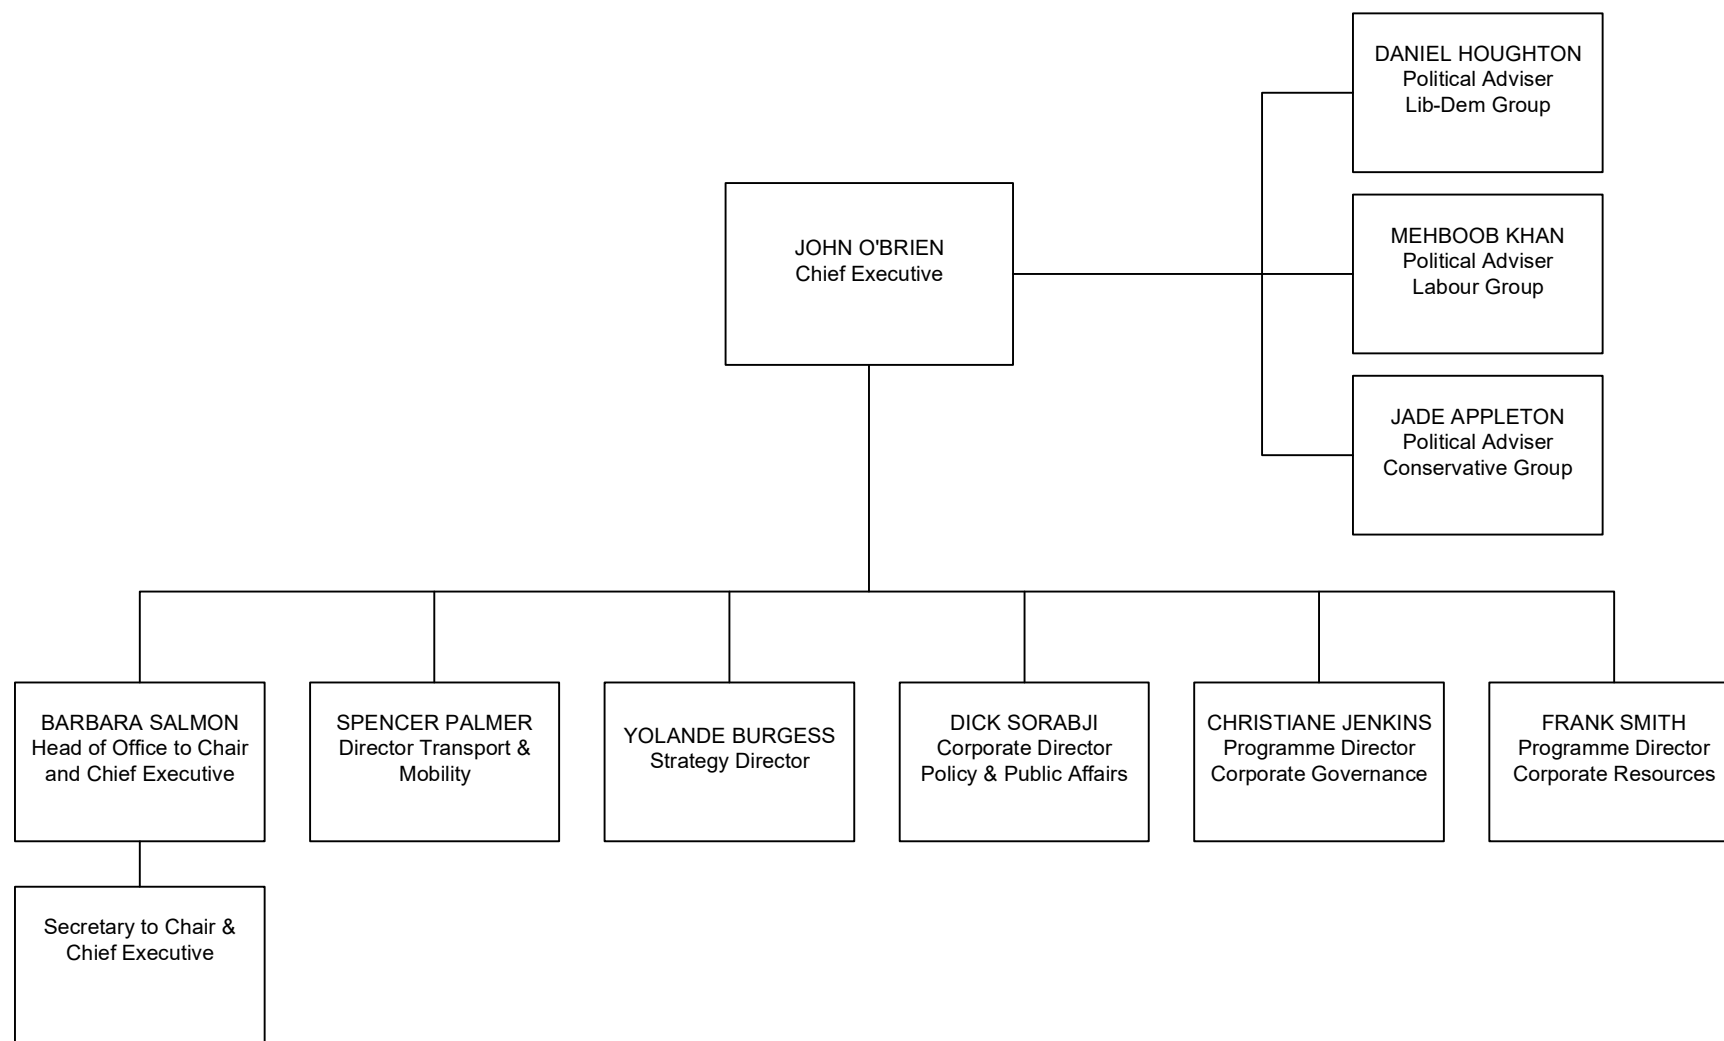 DANIEL HOUGHTON
Political Adviser
Lib-Dem Group
JOHN O'BRIEN
Chief Executive
MEHBOOB KHAN
Political Adviser
Labour Group
JADE APPLETON
Political Adviser
Conservative Group
BARBARA SALMON
Head of Office to Chair
and Chief Executive
SPENCER PALMER
Director Transport &
Mobility
YOLANDE BURGESS
Strategy Director
DICK SORABJI
Corporate Director
Policy & Public Affairs
CHRISTIANE JENKINS
Programme Director
Corporate Governance
FRANK SMITH
Programme Director
Corporate Resources
Secretary to Chair &
Chief Executive